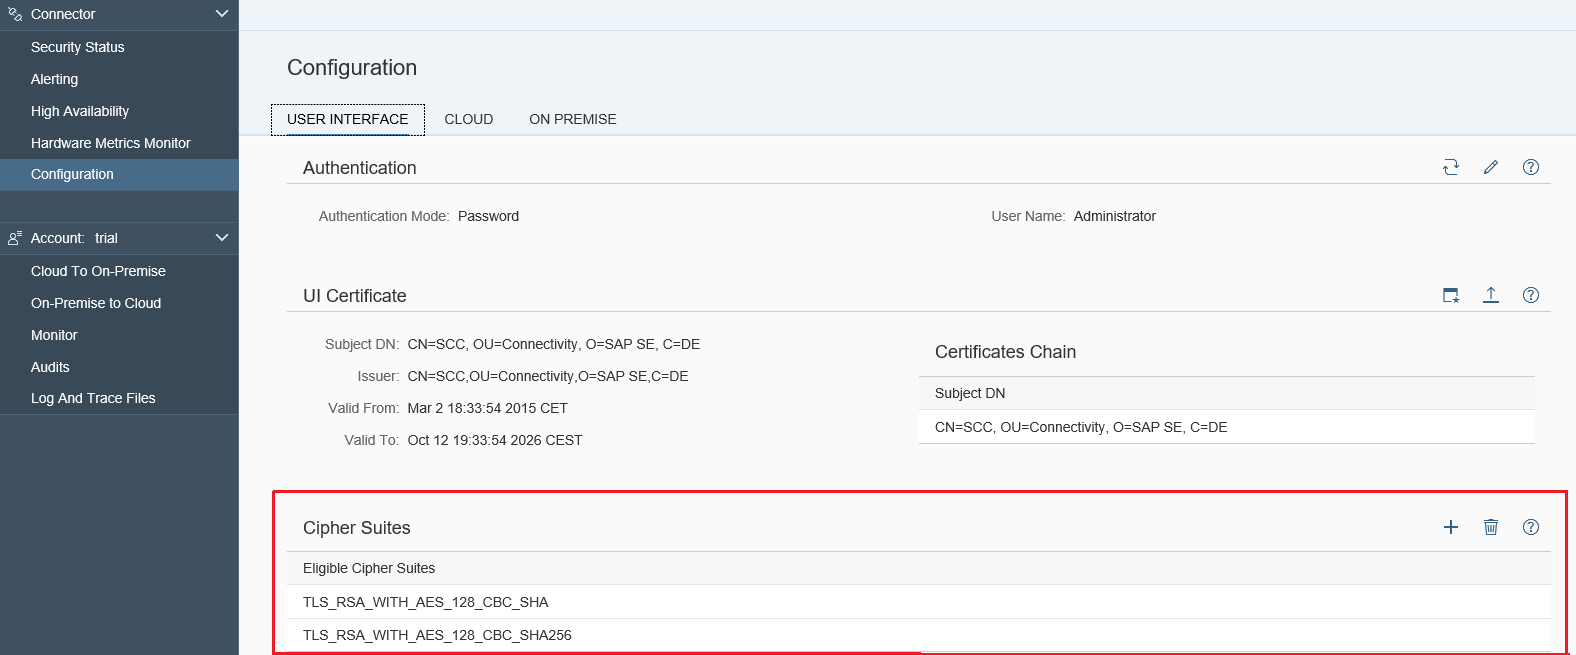 Connector
Security Status
Alerting
High Availability
Hardware Metrics Monitor
Configuration
Account: trial
Cloud To On-Premise
On-Premise to Cloud
Monitor
Audits
Log And Trace Files
Configuration
USER INTERFACE CLOUD ON PREMISE
Authentication
Authentication Mode: Password User Name: Administrator
UI Certificate
Subject DN: CN=SCC, OU=Connectivity, O=SAP SE, C=DE
Issuer: CN=SCC,OU=Connectivity,O=SAP SE,C=DE
Valid From: Mar 2 18:33:54 2015 CET
Valid To: Oct 12 19:33:54 2026 CEST
Certificates Chain
Subject DN
CN=SCC, OU=Connectivity, O=SAP SE, C=DE
Cipher Suites
Eligible Cipher Suites
TLS_RSA_WITH_AES_128_CBC_SHA
TLS_RSA_WITH_AES_128_CBC_SHA256